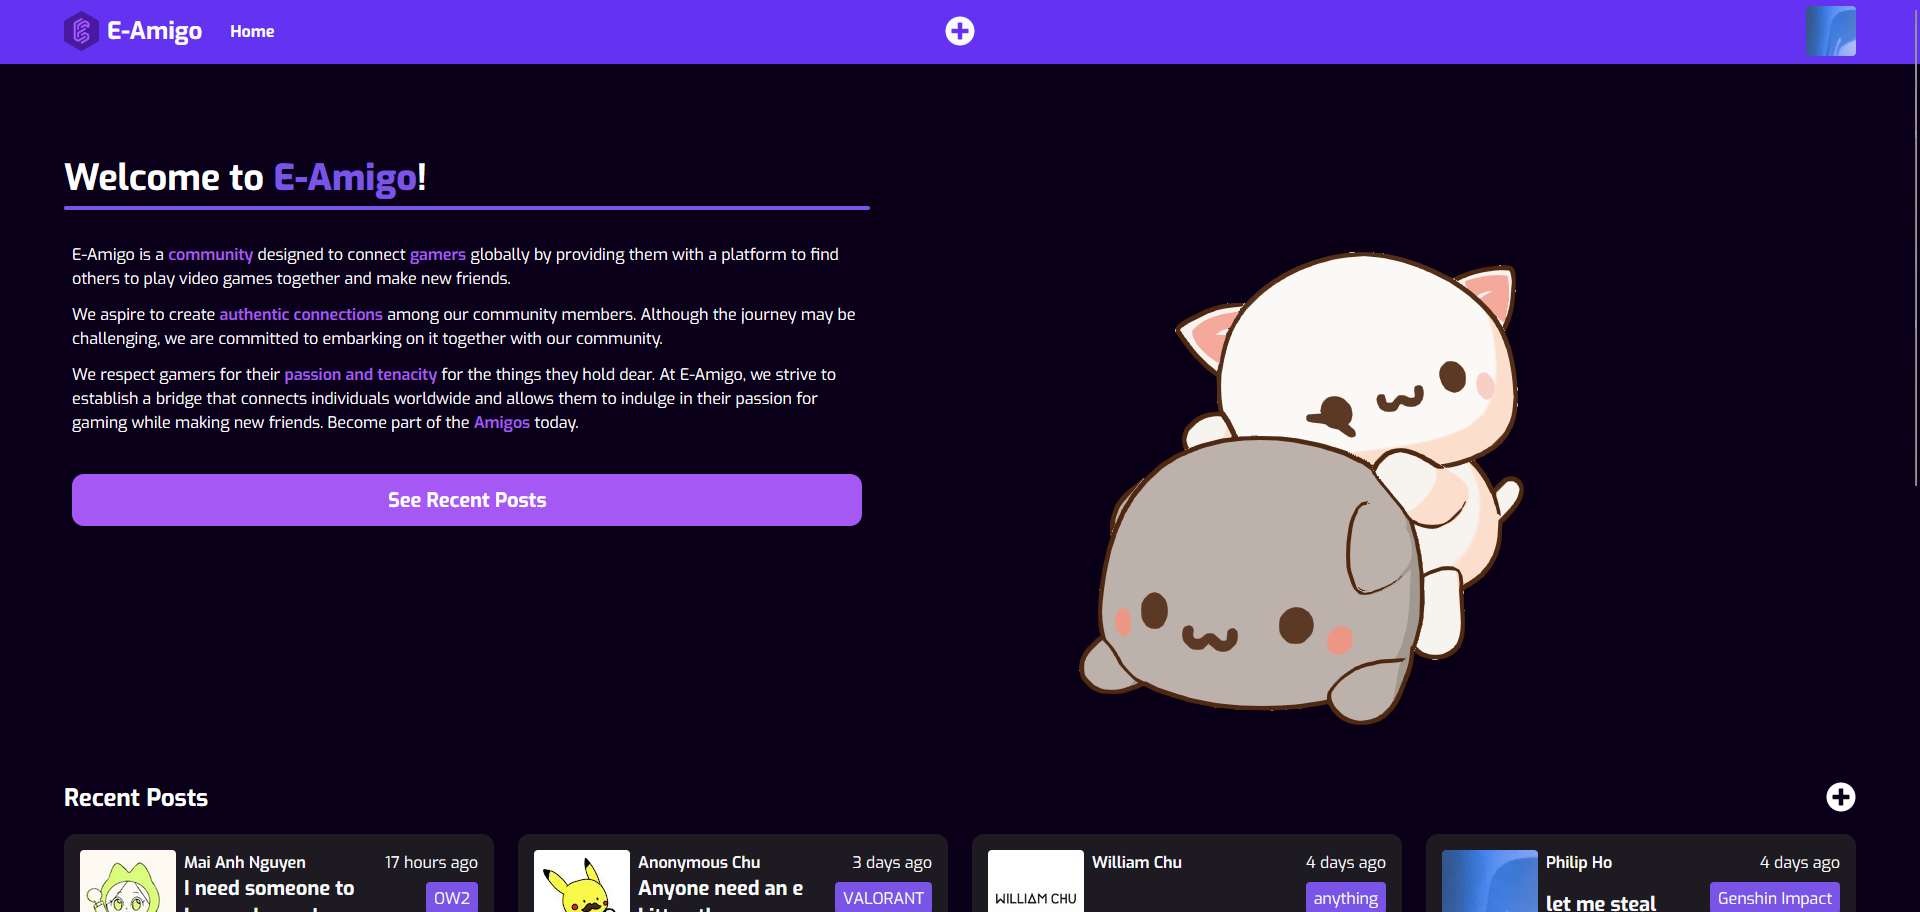 E-Amigo
Home
Welcome to E-Amigo!
E-Amigo is a community designed to connect gamers globally by providing them with a platform to find
others to play video games together and make new friends.
We aspire to create authentic connections among our community members. Although the journey may be
challenging, we are committed to embarking on it together with our community.
We respect gamers for their passion and tenacity for the things they hold dear. At E-Amigo, we strive to
establish a bridge that connects individuals worldwide and allows them to indulge in their passion for
gaming while making new friends. Become part of the Amigos today.
See Recent Posts
Recent Posts
Mai Anh Nguyen
17 hours ago
I need someone to
OW2
Anonymous Chu
3 days ago
Anyone need an e
VALORANT
WILLIAM CHU
William Chu
4 days ago
anything
Philip Ho
4 days ago
let me steal
Genshin Impact